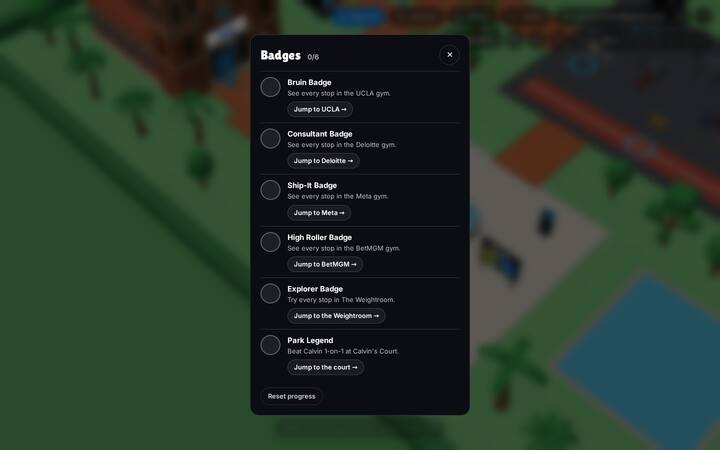 Badges 0/6
×
Bruin Badge
See every stop in the UCLA gym.
Jump to UCLA →
Consultant Badge
See every stop in the Deloitte gym.
Jump to Deloitte →
Ship-It Badge
See every stop in the Meta gym.
Jump to Meta →
High Roller Badge
See every stop in the BetMGM gym.
Jump to BetMGM →
Explorer Badge
Try every stop in The Weightroom.
Jump to the Weightroom →
Park Legend
Beat Calvin 1-on-1 at Calvin's Court.
Jump to the court →
Reset progress